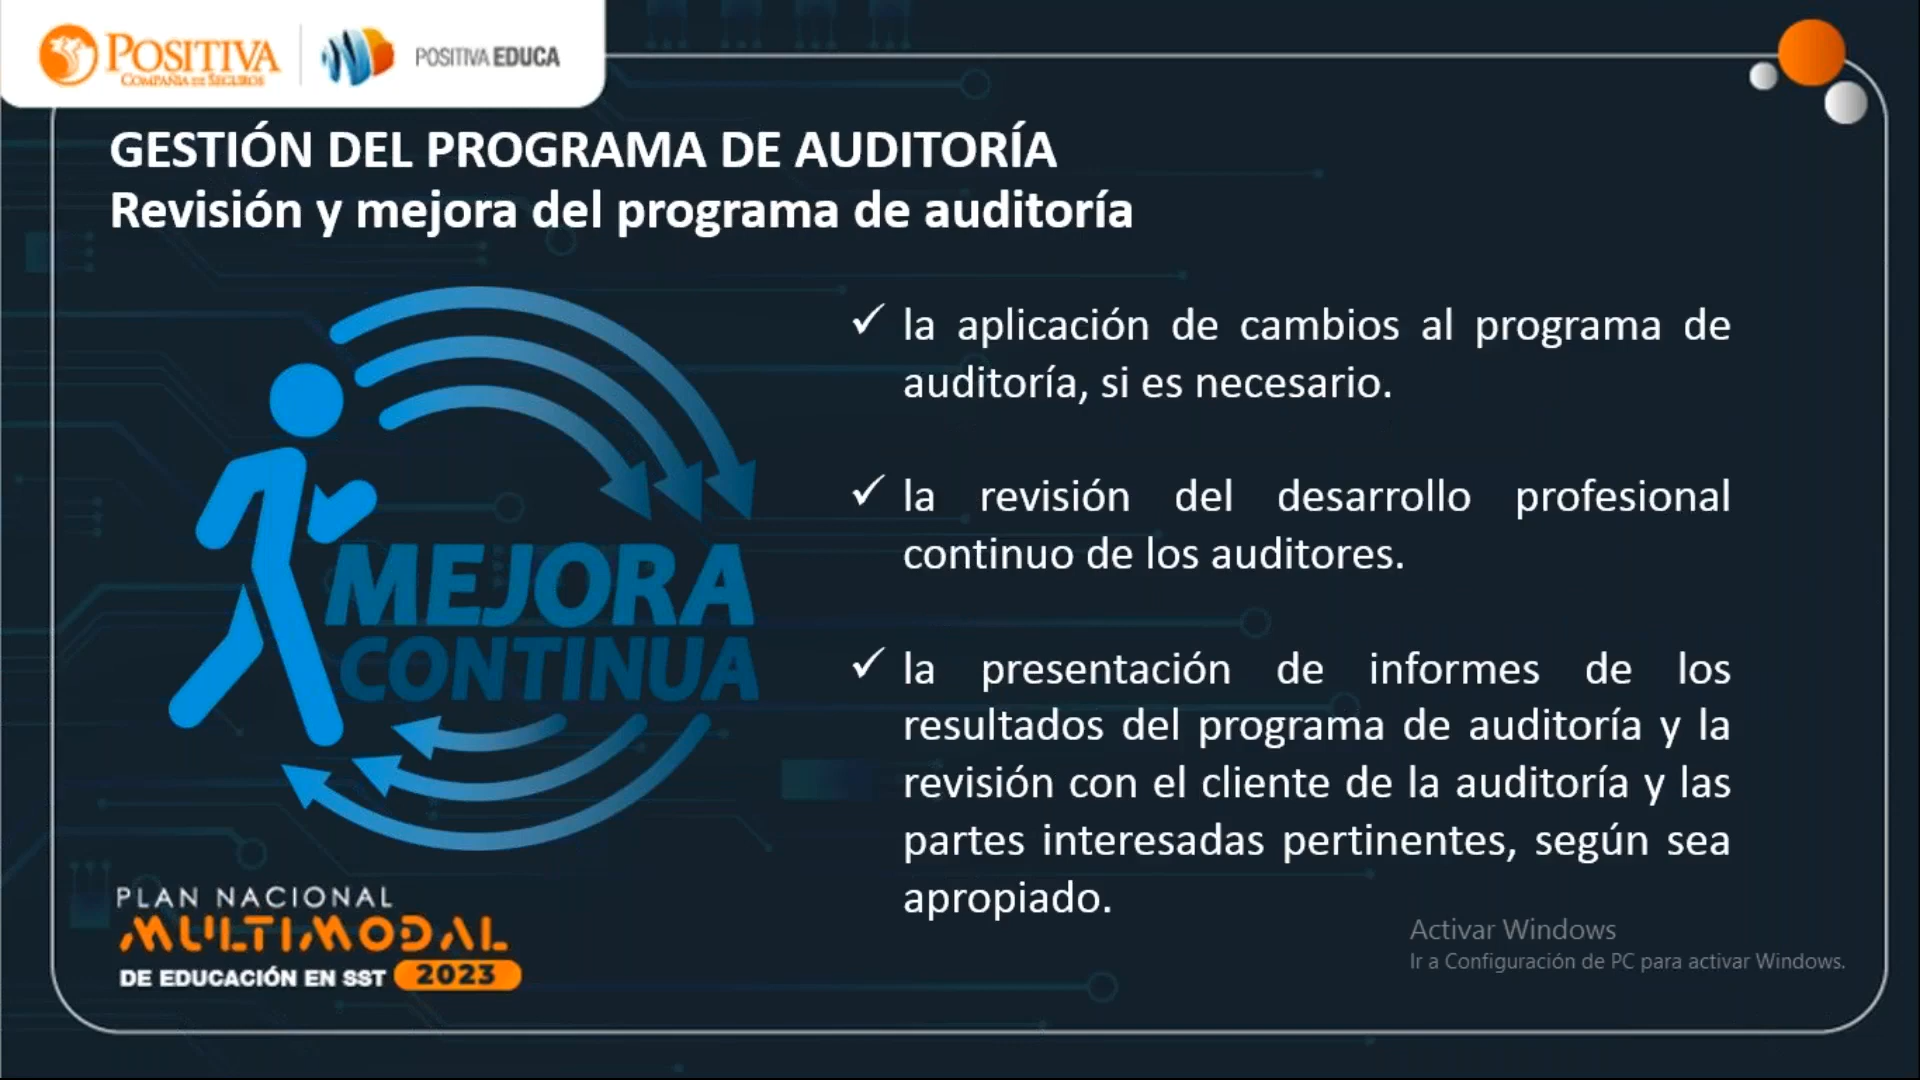 POSITIVA
COMPAÑIA DE SEGUROS
POSITIVA EDUCA
GESTIÓN DEL PROGRAMA DE AUDITORÍA
Revisión y mejora del programa de auditoría
✓ la aplicación de cambios al programa de
auditoría, si es necesario.
✓ la revisión del desarrollo profesional
continuo de los auditores.
✓ la presentación de informes de los
resultados del programa de auditoría y la
revisión con el cliente de la auditoría y las
partes interesadas pertinentes, según sea
apropiado.
MEJORA
CONTINUA
PLAN NACIONAL
MULTIMODAL
DE EDUCACIÓN EN SST 2023
Activar Windows
Ir a Configuración de PC para activar Windows.